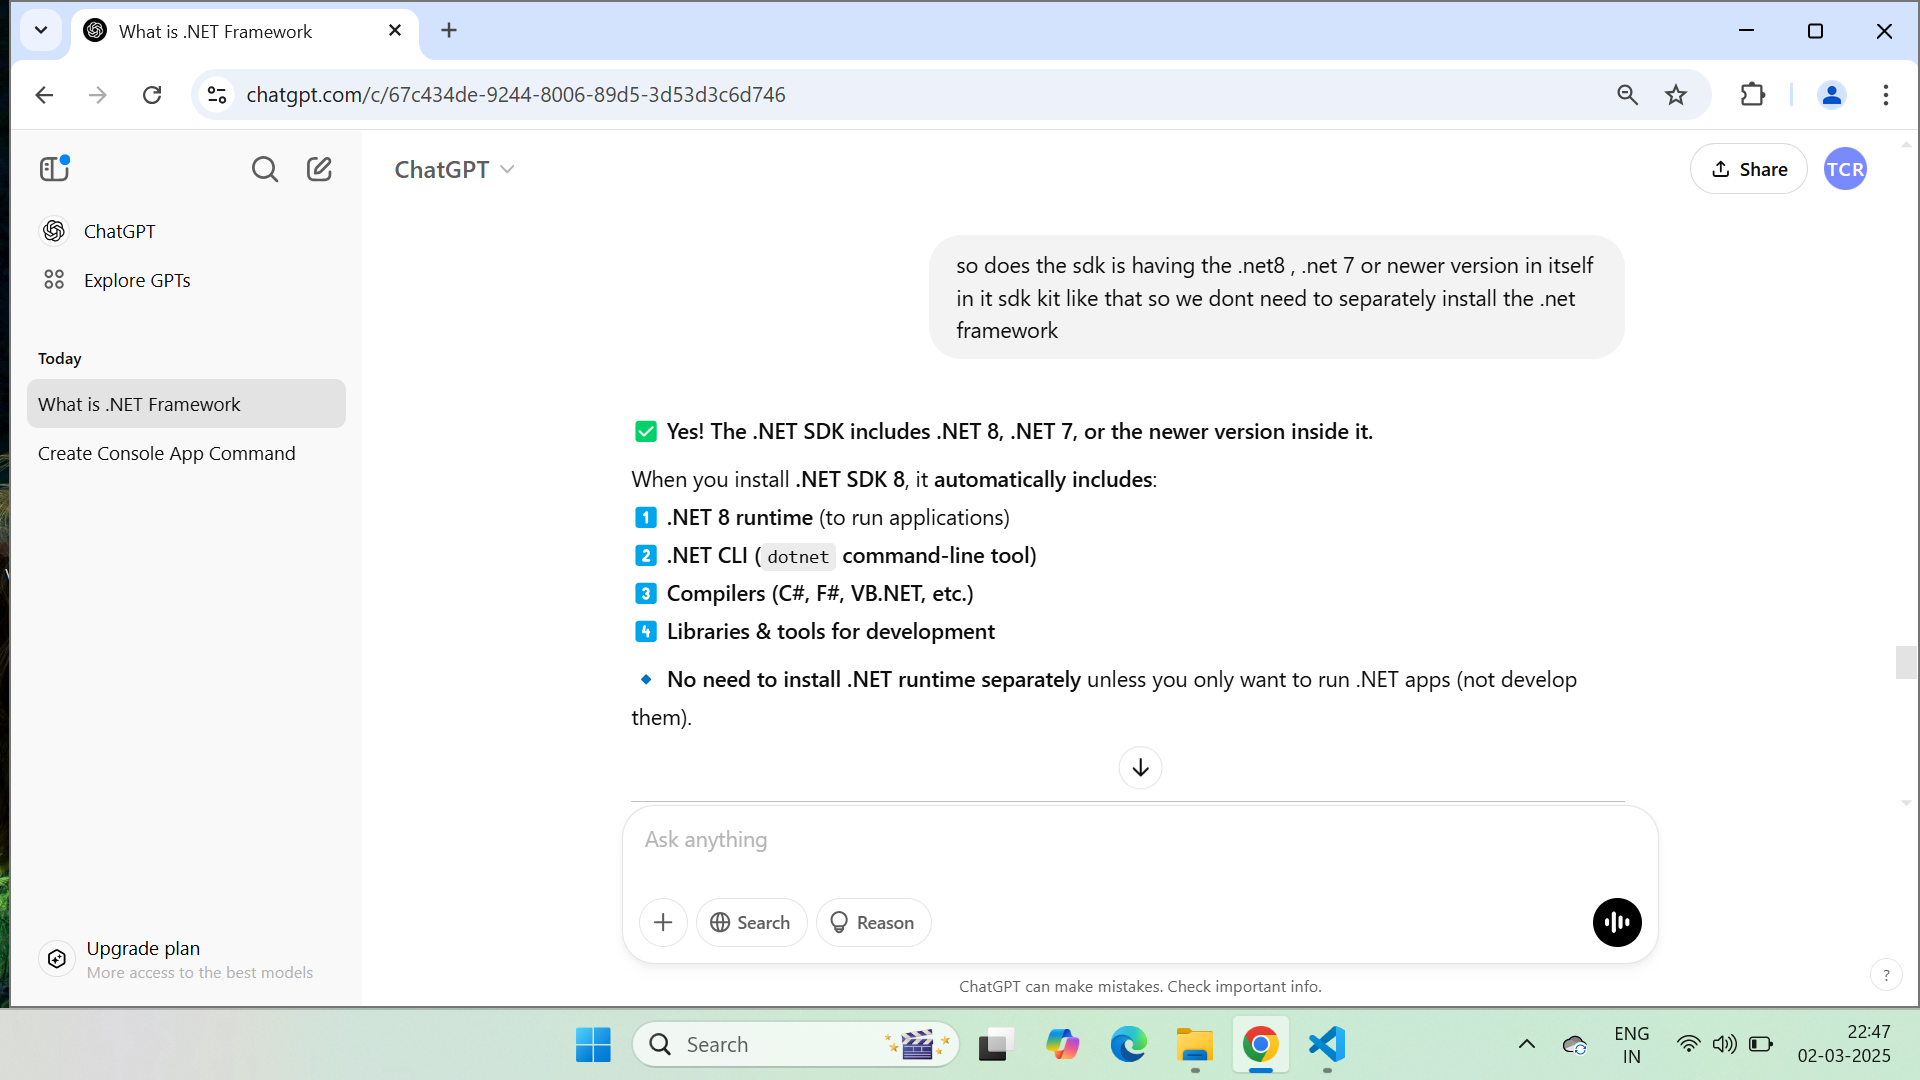 What is .NET Framework
chatgpt.com/c/67c434de-9244-8006-89d5-3d53d3c6d746
ChatGPT
Explore GPTs
Today
What is .NET Framework
Create Console App Command
Upgrade plan
More access to the best models
ChatGPT
Share
TCR
so does the sdk is having the .net8 , .net 7 or newer version in itself
in it sdk kit like that so we dont need to separately install the .net
framework
✅ Yes! The .NET SDK includes .NET 8, .NET 7, or the newer version inside it.
When you install .NET SDK 8, it automatically includes:
1 .NET 8 runtime (to run applications)
2 .NET CLI (dotnet command-line tool)
3 Compilers (C#, F#, VB.NET, etc.)
4 Libraries & tools for development
🔹 No need to install .NET runtime separately unless you only want to run .NET apps (not develop
them).
Ask anything
Search
Reason
ChatGPT can make mistakes. Check important info.
?
Search
ENG
IN
22:47
02-03-2025